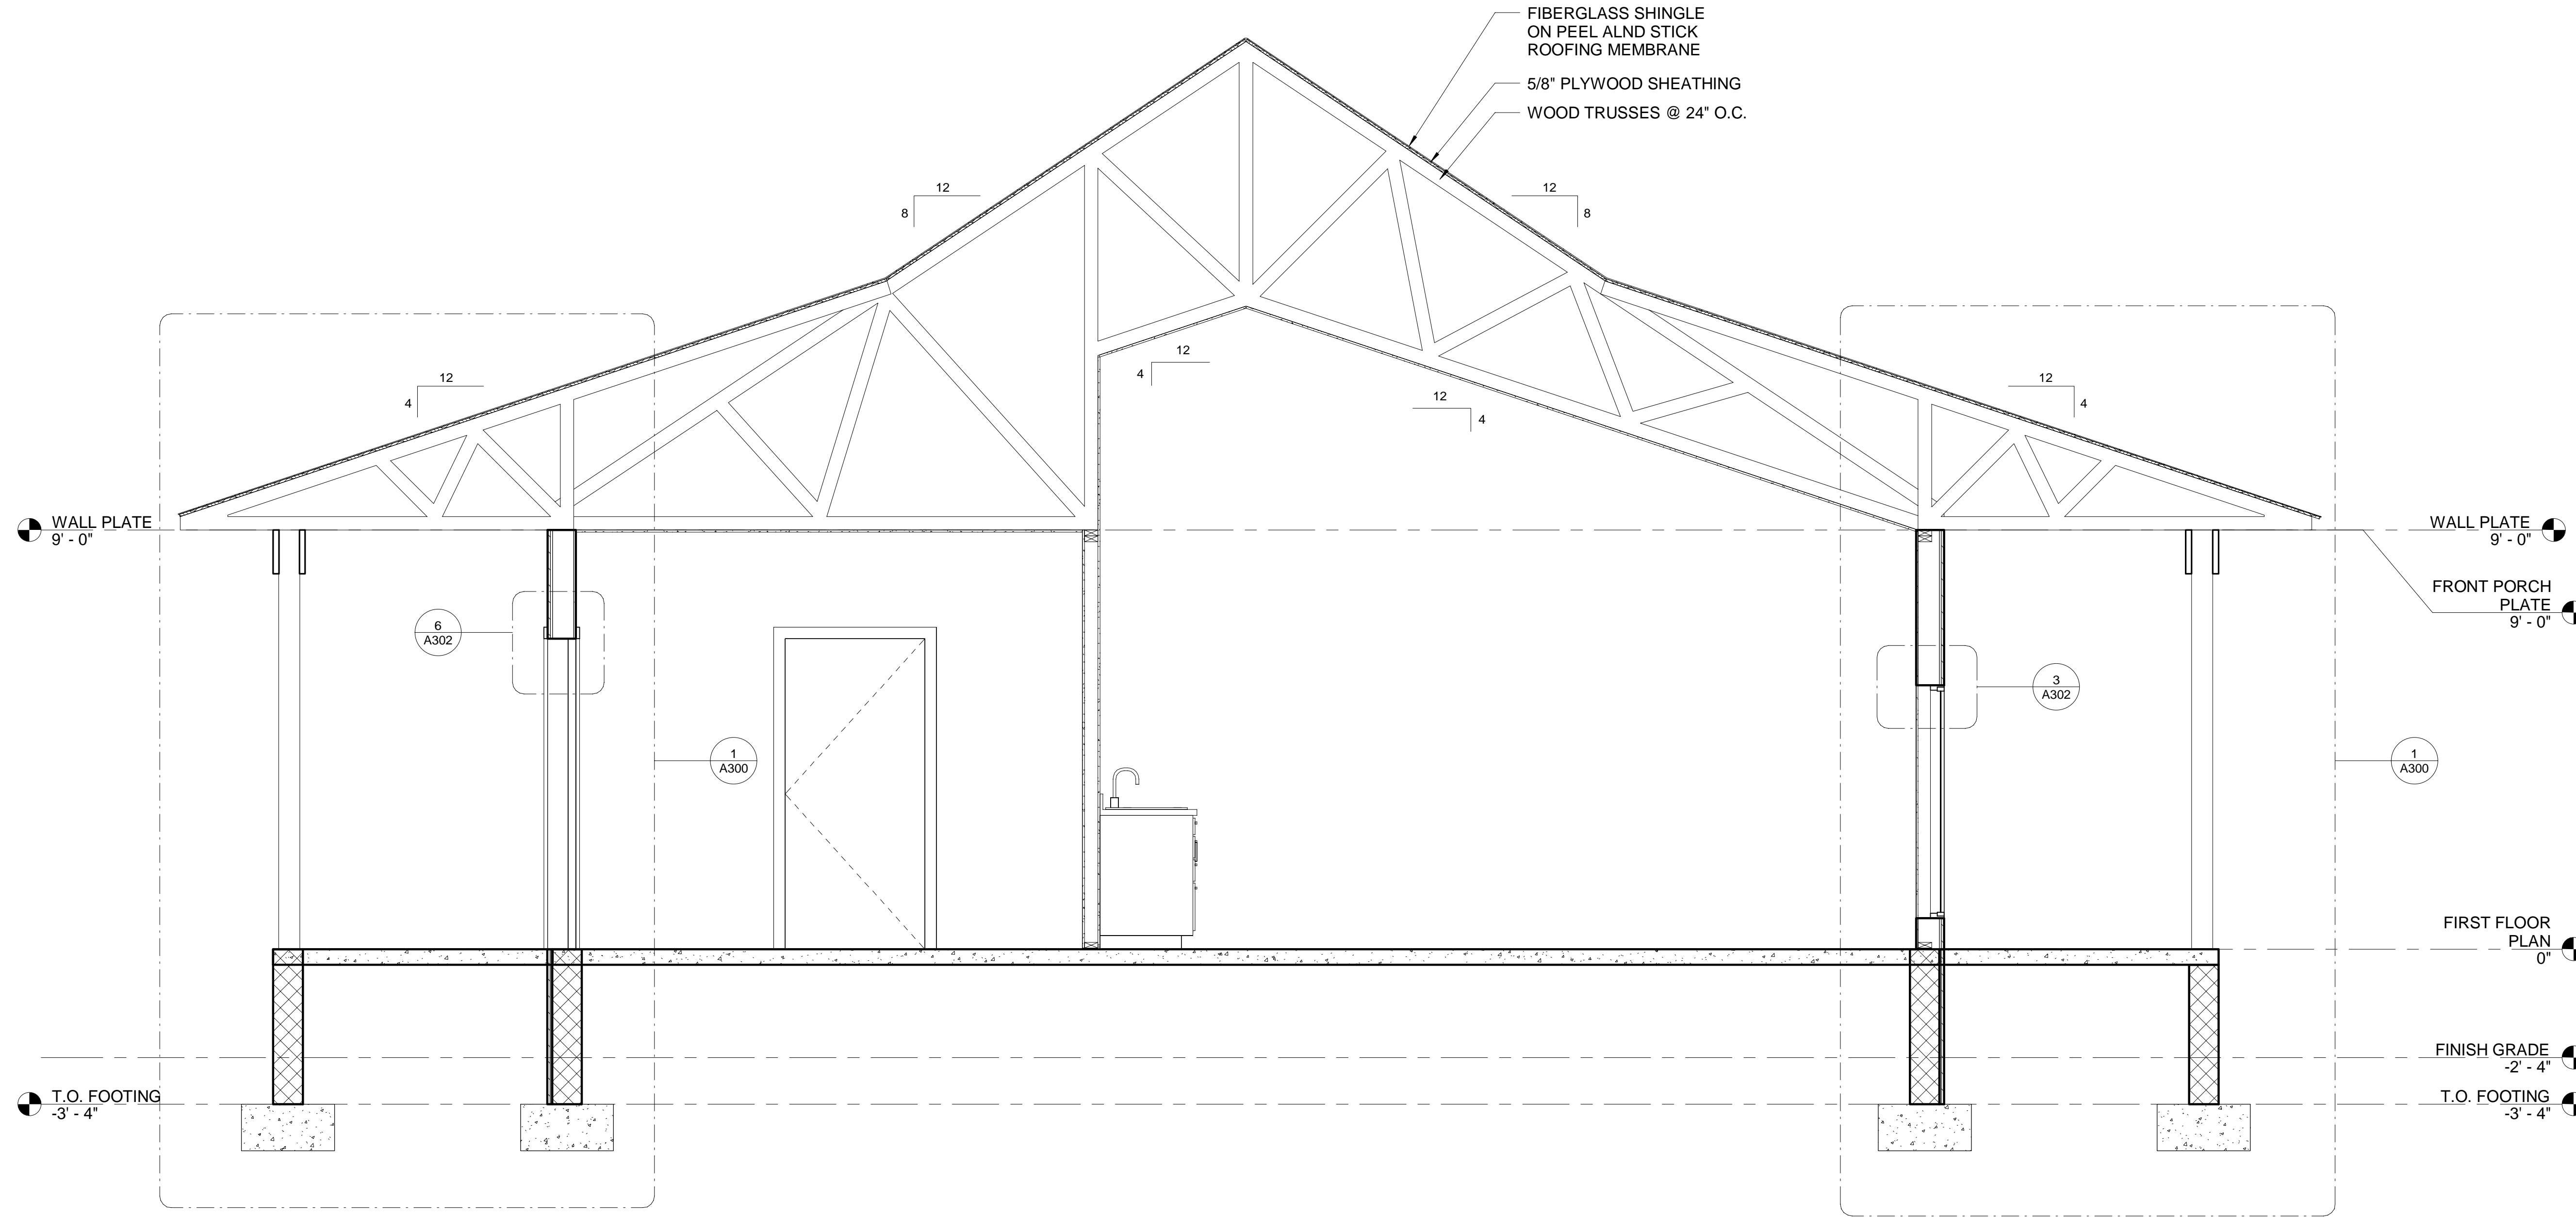 FIBERGLASS SHINGLE
ON PEEL ALND STICK
ROOFING MEMBRANE
5/8" PLYWOOD SHEATHING
WOOD TRUSSES @ 24" O.C.
12
8
12
8
12
4
12
4
12
4
12
4
WALL PLATE
9' - 0"
WALL PLATE
9' - 0"
FRONT PORCH
PLATE
9' - 0"
6
A302
3
A302
1
A300
1
A300
FIRST FLOOR
PLAN
0"
FINISH GRADE
-2' - 4"
T.O. FOOTING
-3' - 4"
T.O. FOOTING
-3' - 4"